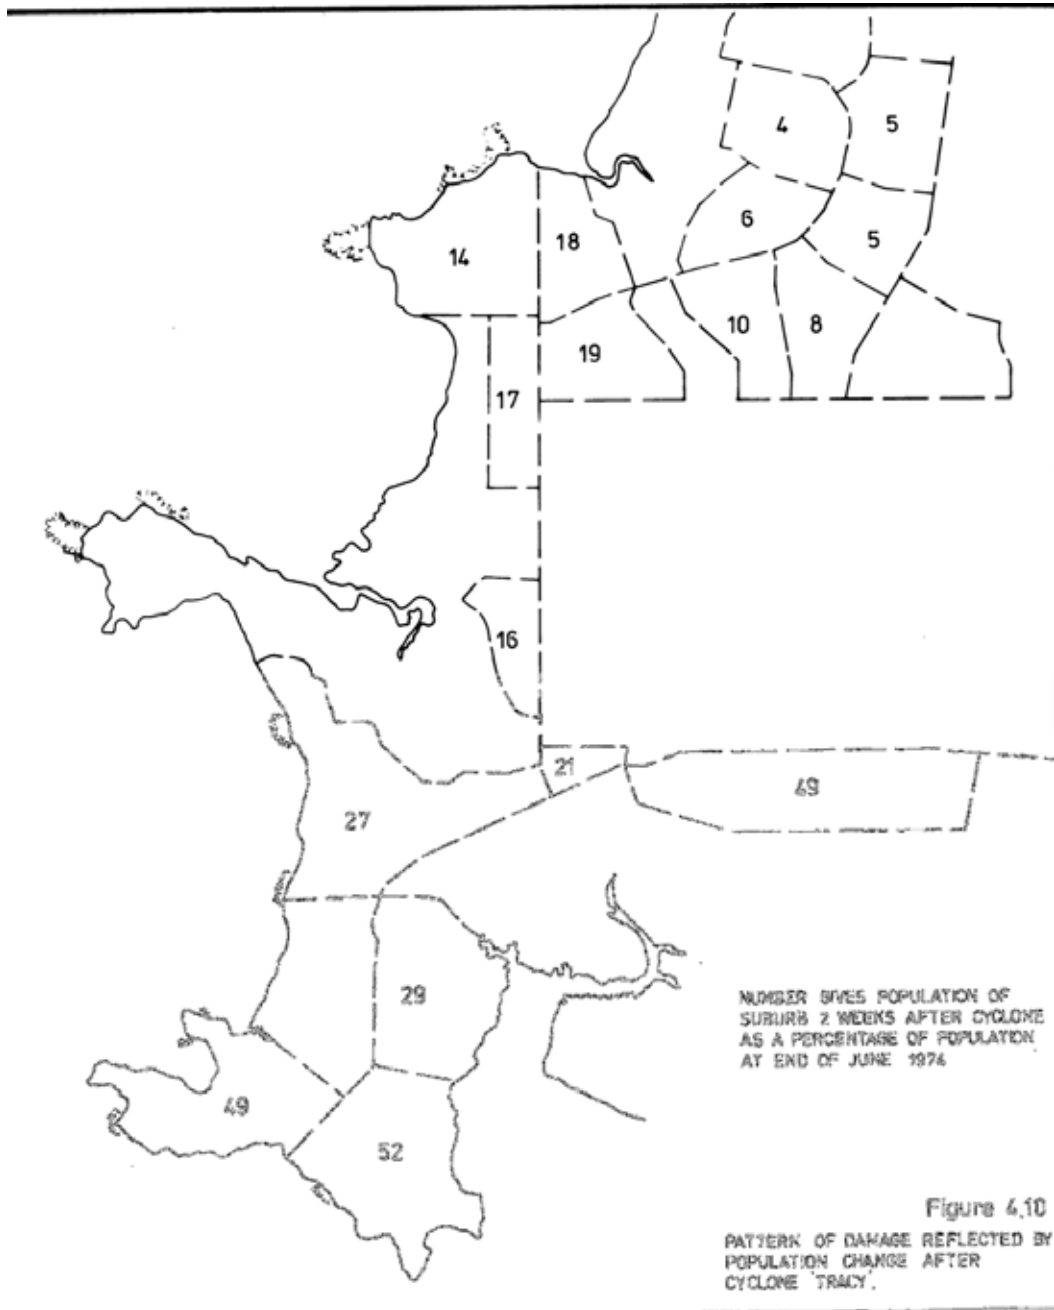 4
5
6
5
14
18
10
8
19
17
16
21
49
27
29
49
52
NUMBER GIVES POPULATION OF
SUBURB 2 WEEKS AFTER CYCLONE
AS A PERCENTAGE OF POPULATION
AT END OF JUNE 1974
Figure 4.10
PATTERN OF DAMAGE REFLECTED BY
POPULATION CHANGE AFTER
CYCLONE 'TRACY'.